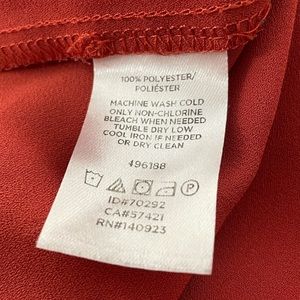 100% POLYESTER/
POLIÉSTER
MACHINE WASH COLD
ONLY NON-CHLORINE
BLEACH WHEN NEEDED
TUMBLE DRY LOW
COOL IRON IF NEEDED
OR DRY CLEAN
496188
ID#70292
CA#57421
RN#140923